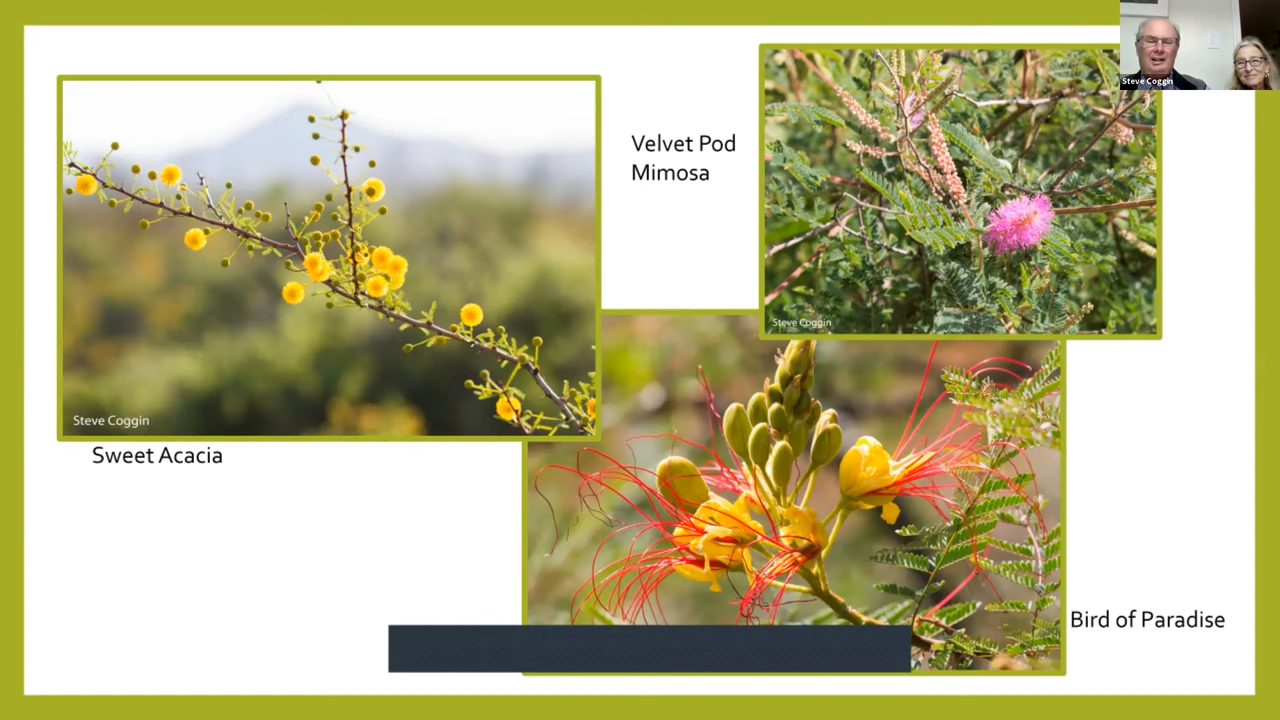 Steve Coggin
Velvet Pod
Mimosa
Steve Coggin
Steve Coggin
Sweet Acacia
Bird of Paradise